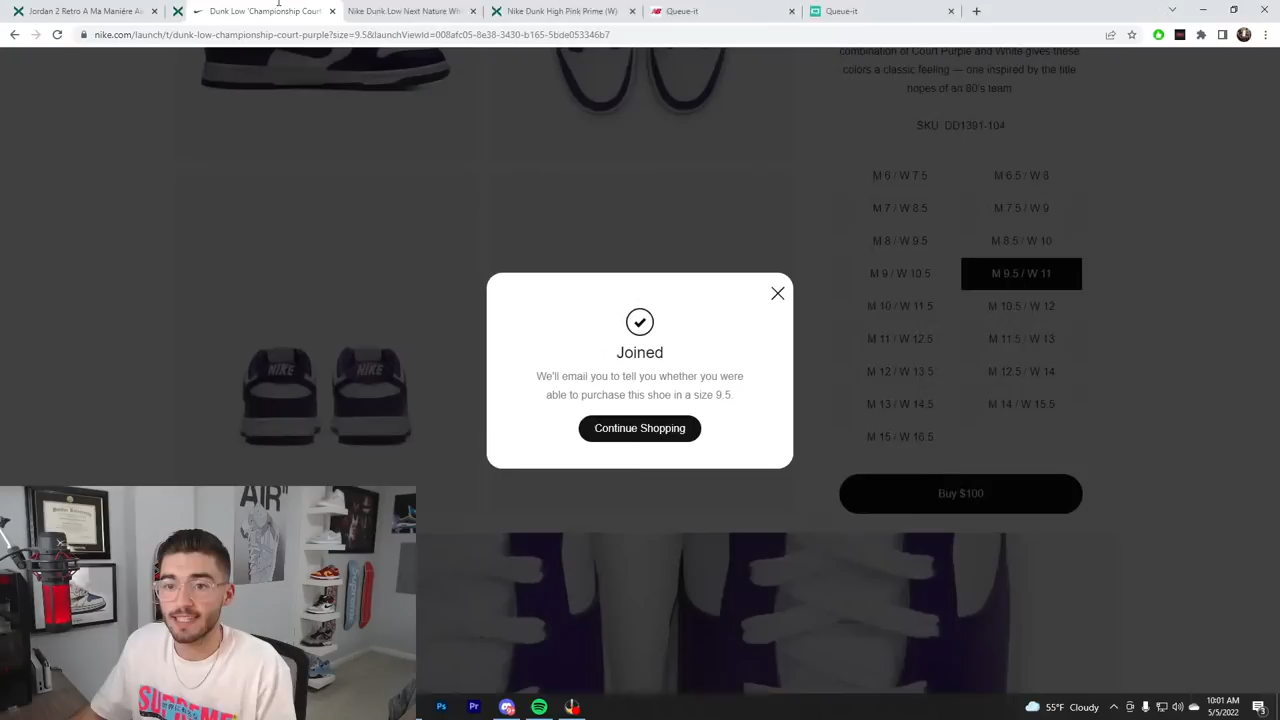 Jordan 2 Retro A Ma Maniére Air
Dunk Low 'Championship Court
Nike Dunk Low Next Nature Whi
Nike Dunk High Pink Prime (W)
Queue-it
Queue-it
nike.com/launch/t/dunk-low-championship-court-purple?size=9.5&launchViewId=008afc05-8e38-3430-b165-5bde053346b7
combination of Court Purple and White gives these
colors a classic feeling — one inspired by the title
hopes of an 80's team
SKU DD1391-104
M 6 / W 7.5
M 6.5 / W 8
M 7 / W 8.5
M 7.5 / W 9
M 8 / W 9.5
M 8.5 / W 10
M 9 / W 10.5
M 9.5 / W 11
M 10 / W 11.5
M 10.5 / W 12
M 11 / W 12.5
M 11.5 / W 13
M 12 / W 13.5
M 12.5 / W 14
M 13 / W 14.5
M 14 / W 15.5
M 15 / W 16.5
Buy $100
Joined
We'll email you to tell you whether you were
able to purchase this shoe in a size 9.5
Continue Shopping
NIKE
NIKE
AIR
SUPREME
Ps
Pr
55°F Cloudy
10:01 AM
5/5/2022